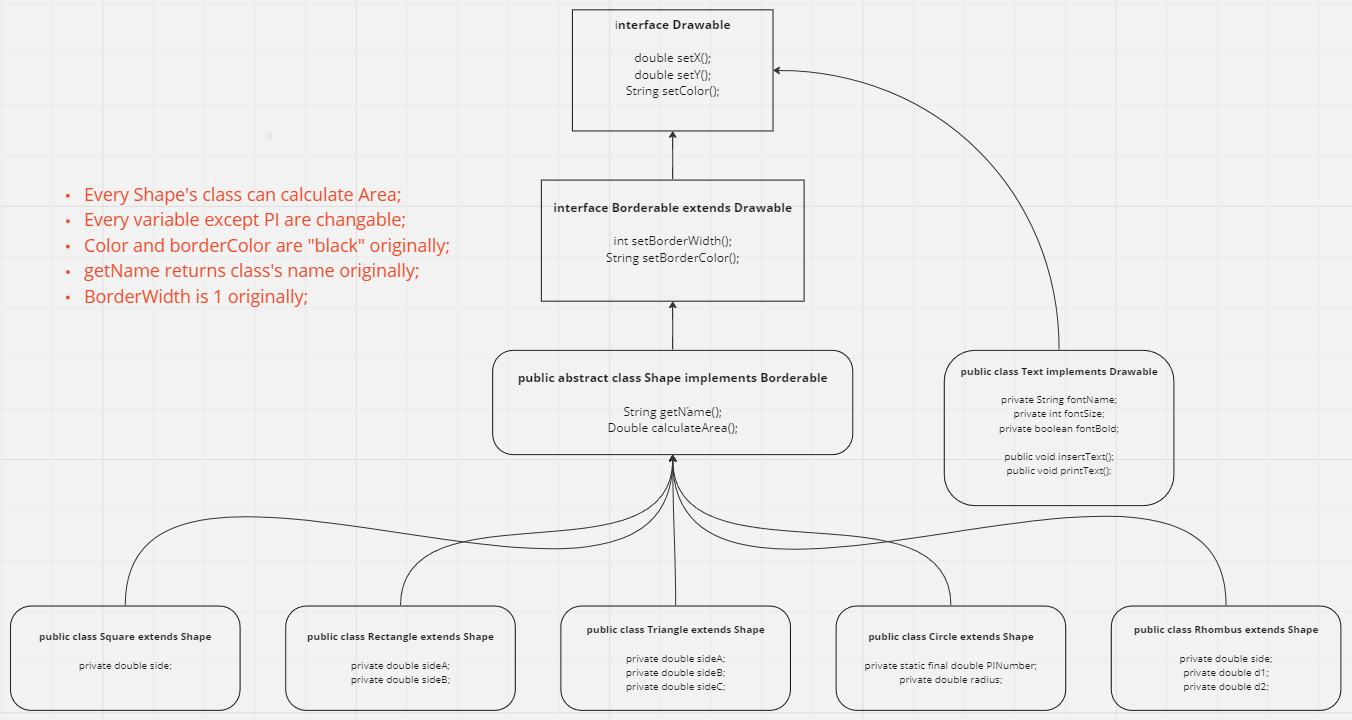 interface Drawable
double setX();
double setY();
String setColor();
• Every Shape's class can calculate Area;
• Every variable except PI are changable;
• Color and borderColor are "black" originally;
• getName returns class's name originally;
• BorderWidth is 1 originally;
interface Borderable extends Drawable
int setBorderWidth();
String setBorderColor();
public abstract class Shape implements Borderable
String getName();
Double calculateArea();
public class Text implements Drawable
private String fontName;
private int fontSize;
private boolean fontBold;
public void insertText();
public void printText();
public class Square extends Shape
private double side;
public class Rectangle extends Shape
private double sideA;
private double sideB;
public class Triangle extends Shape
private double sideA;
private double sideB;
private double sideC;
public class Circle extends Shape
private static final double PINumber;
private double radius;
public class Rhombus extends Shape
private double side;
private double d1;
private double d2;